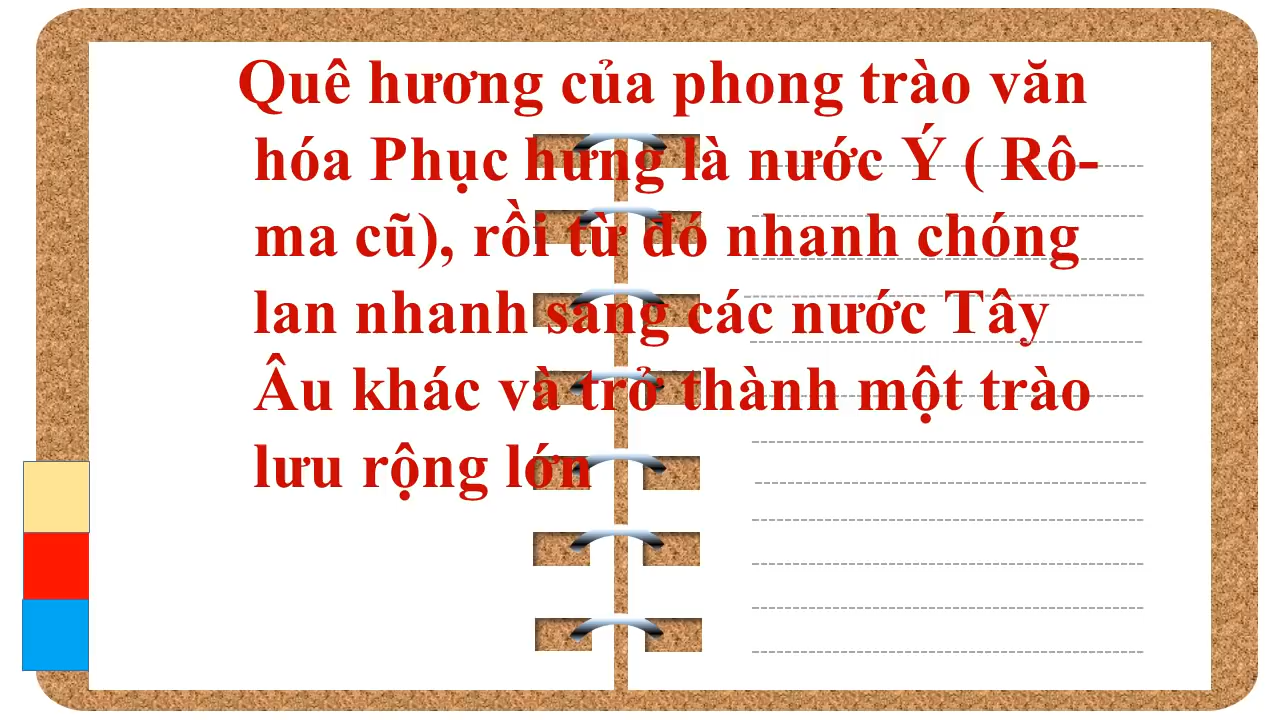 Quê hương của phong trào văn
hóa Phục hưng là nước Ý ( Rô-
ma cũ), rồi từ đó nhanh chóng
lan nhanh sang các nước Tây
Âu khác và trở thành một trào
lưu rộng lớn